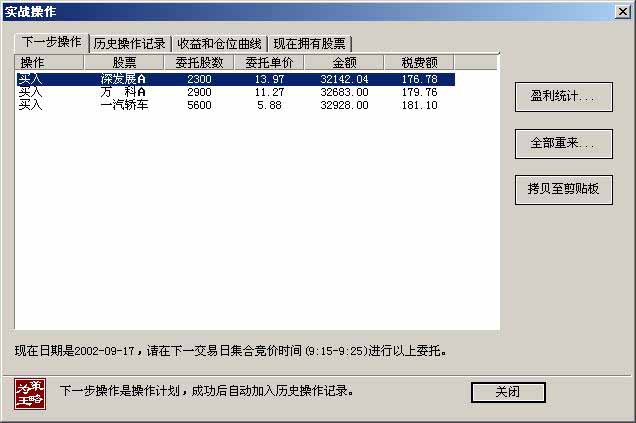 实战操作
下一步操作 历史操作记录 收益和仓位曲线 现在拥有股票
操作 股票 委托股数 委托单价 金额 税费额
买入 深发展A 2300 13.97 32142.04 176.78
买入 万 科A 2900 11.27 32683.00 179.76
买入 一汽轿车 5600 5.88 32928.00 181.10
盈利统计...
全部重来...
拷贝至剪贴板
现在日期是2002-09-17,请在下一交易日集合竞价时间(9:15-9:25)进行以上委托。
策略为王
下一步操作是操作计划,成功后自动加入历史操作记录。
关闭